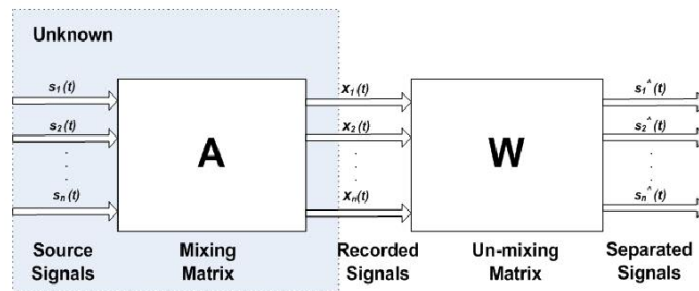 Unknown
s1(t) x1(t) s1^(t)
s2(t) x2(t) s2^(t)
A W
sn(t) xn(t) sn^(t)
Source Mixing Recorded Un-mixing Separated
Signals Matrix Signals Matrix Signals